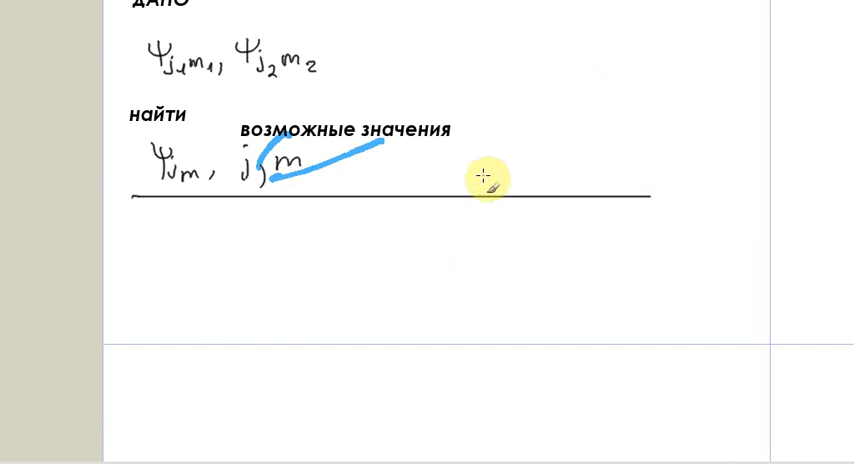 ДАНО
Ψj₁m₁, Ψj₂m₂
найти
возможные значения
Ψjm, j, m